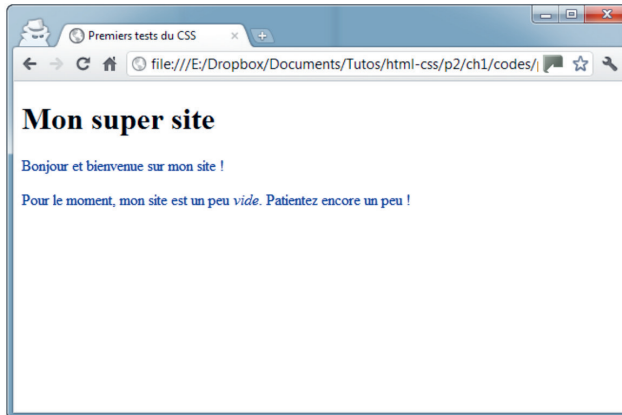 Premiers tests du CSS
file:///E:/Dropbox/Documents/Tutos/html-css/p2/ch1/codes/
Mon super site
Bonjour et bienvenue sur mon site !
Pour le moment, mon site est un peu vide. Patientez encore un peu !